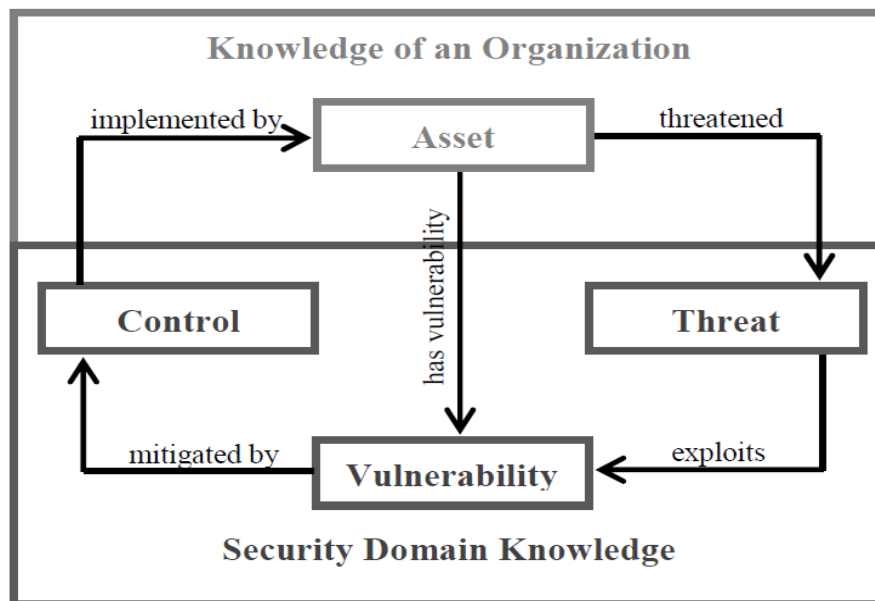 Knowledge of an Organization
implemented by
Asset
threatened
has vulnerability
Control
Threat
mitigated by
Vulnerability
exploits
Security Domain Knowledge